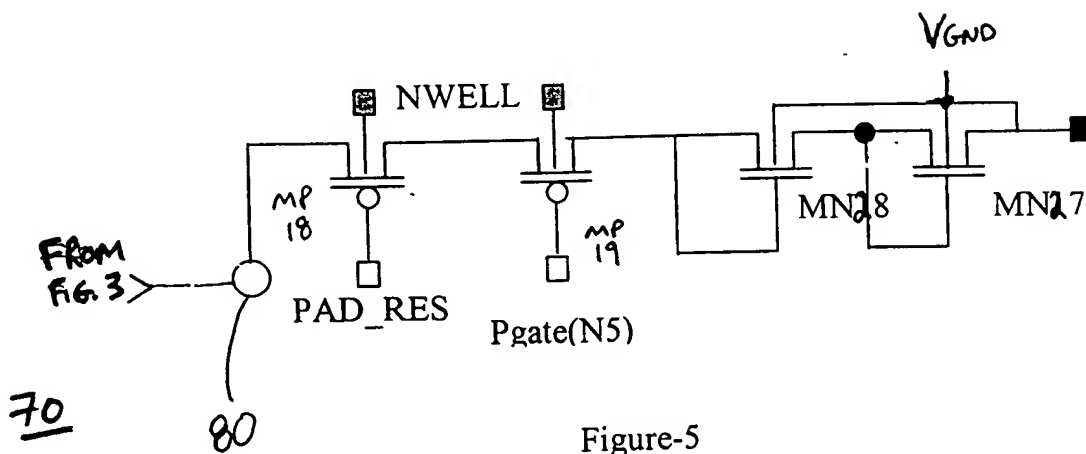 VGND
NWELL
MP
18
MP
19
MN28
MN27
FROM
FIG. 3
PAD_RES
Pgate(N5)
70
80
Figure-5